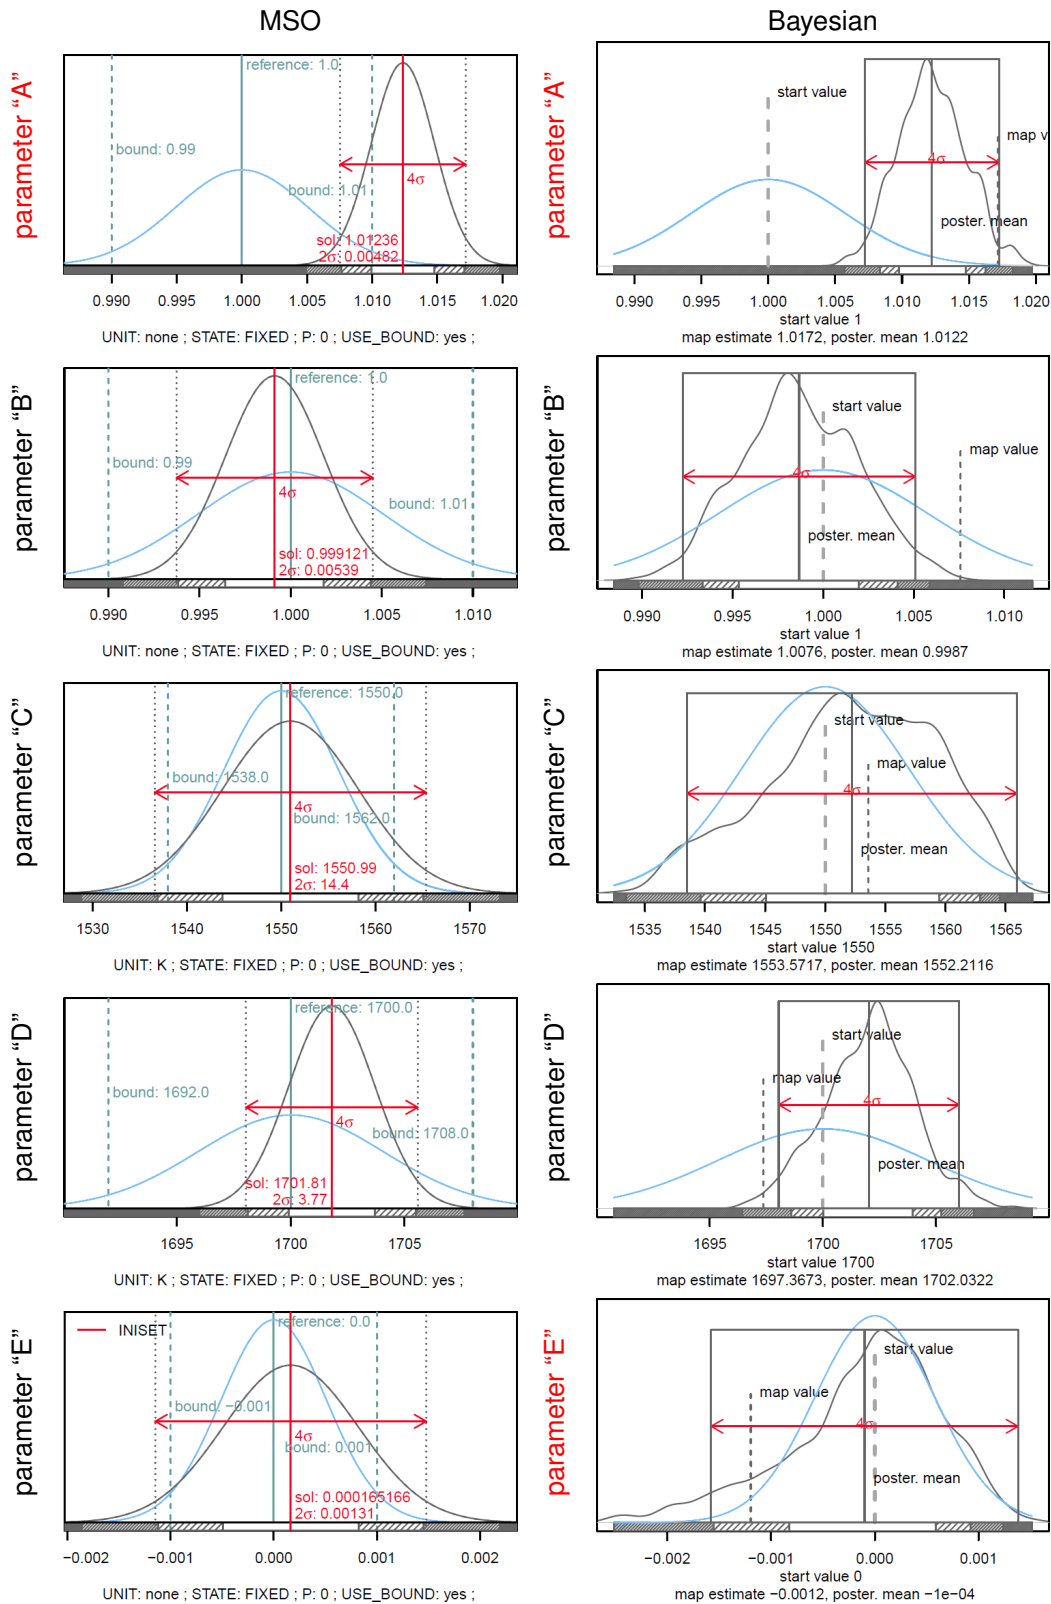 MSO
Bayesian
parameter “A”
reference: 1.0
bound: 0.99
bound: 1.01
4σ
sol: 1.01236
2σ: 0.00482
0.990 0.995 1.000 1.005 1.010 1.015 1.020
UNIT: none ; STATE: FIXED ; P: 0 ; USE_BOUND: yes ;
parameter “A”
start value
map v
4σ
poster. mean
0.990 0.995 1.000 1.005 1.010 1.015 1.020
start value 1
map estimate 1.0172, poster. mean 1.0122
parameter “B”
reference: 1.0
bound: 0.99
4σ
bound: 1.01
sol: 0.999121
2σ: 0.00539
0.990 0.995 1.000 1.005 1.010
UNIT: none ; STATE: FIXED ; P: 0 ; USE_BOUND: yes ;
parameter “B”
start value
map value
4σ
poster. mean
0.990 0.995 1.000 1.005 1.010
start value 1
map estimate 1.0076, poster. mean 0.9987
parameter “C”
reference: 1550.0
bound: 1538.0
4σ
bound: 1562.0
sol: 1550.99
2σ: 14.4
1530 1540 1550 1560 1570
UNIT: K ; STATE: FIXED ; P: 0 ; USE_BOUND: yes ;
parameter “C”
start value
map value
4σ
poster. mean
1535 1540 1545 1550 1555 1560 1565
start value 1550
map estimate 1553.5717, poster. mean 1552.2116
parameter “D”
reference: 1700.0
bound: 1692.0
4σ
bound: 1708.0
sol: 1701.81
2σ: 3.77
1695 1700 1705
UNIT: K ; STATE: FIXED ; P: 0 ; USE_BOUND: yes ;
parameter “D”
start value
map value
4σ
poster. mean
1695 1700 1705
start value 1700
map estimate 1697.3673, poster. mean 1702.0322
parameter “E”
INISET
reference: 0.0
bound: −0.001
4σ
bound: 0.001
sol: 0.000165166
2σ: 0.00131
−0.002 −0.001 0.000 0.001 0.002
UNIT: none ; STATE: FIXED ; P: 0 ; USE_BOUND: yes ;
parameter “E”
start value
map value
4σ
poster. mean
−0.002 −0.001 0.000 0.001
start value 0
map estimate −0.0012, poster. mean −1e−04